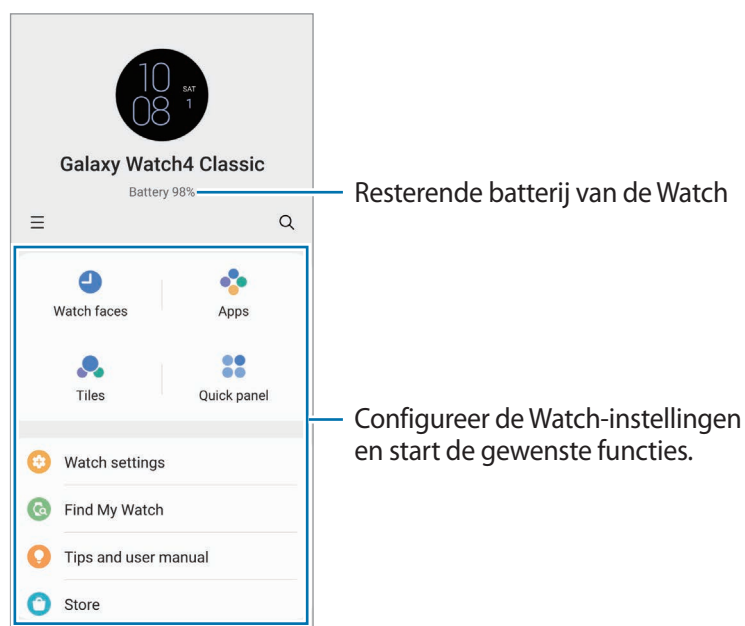 10
08
SAT
1
Galaxy Watch4 Classic
Battery 98%
Resterende batterij van de Watch
Watch faces
Apps
Tiles
Quick panel
Configureer de Watch-instellingen
en start de gewenste functies.
Watch settings
Find My Watch
Tips and user manual
Store